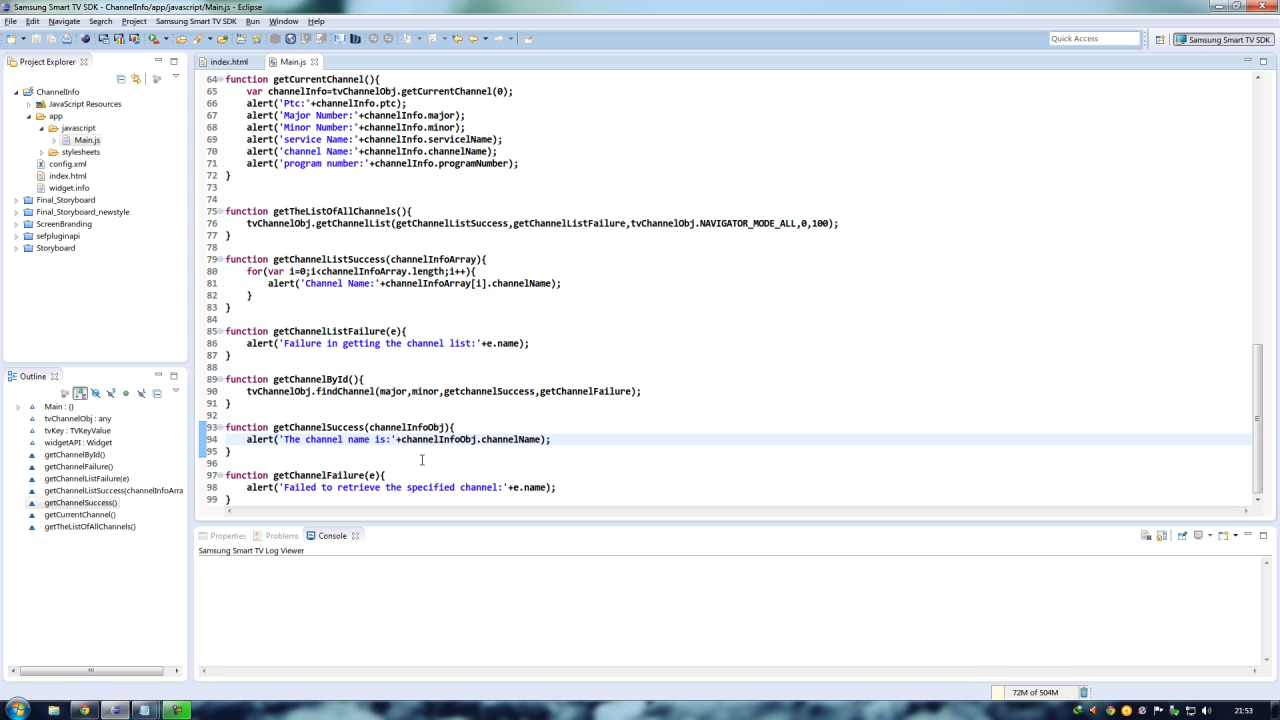 Samsung Smart TV SDK - ChannelInfo/app/javascript/Main.js - Eclipse
File Edit Navigate Search Project Samsung Smart TV SDK Run Window Help
Quick Access
Samsung Smart TV SDK
Project Explorer
ChannelInfo
JavaScript Resources
app
javascript
Main.js
stylesheets
config.xml
index.html
widget.info
Final_Storyboard
Final_Storyboard_newstyle
ScreenBranding
sefpluginapi
Storyboard
Outline
Main : {}
tvChannelObj : any
tvKey : TVKeyValue
widgetAPI : Widget
getChannelById()
getChannelFailure()
getChannelListFailure(e)
getChannelListSuccess(channelInfoArra
getChannelSuccess()
getCurrentChannel()
getTheListOfAllChannels()
index.html Main.js
64 function getCurrentChannel(){
65 var channelInfo=tvChannelObj.getCurrentChannel(0);
66 alert('Ptc:'+channelInfo.ptc);
67 alert('Major Number:'+channelInfo.major);
68 alert('Minor Number:'+channelInfo.minor);
69 alert('service Name:'+channelInfo.servicelName);
70 alert('channel Name:'+channelInfo.channelName);
71 alert('program number:'+channelInfo.programNumber);
72 }
73
74
75 function getTheListOfAllChannels(){
76 tvChannelObj.getChannelList(getChannelListSuccess,getChannelListFailure,tvChannelObj.NAVIGATOR_MODE_ALL,0,100);
77 }
78
79 function getChannelListSuccess(channelInfoArray){
80 for(var i=0;i<channelInfoArray.length;i++){
81 alert('Channel Name:'+channelInfoArray[i].channelName);
82 }
83 }
84
85 function getChannelListFailure(e){
86 alert('Failure in getting the channel list:'+e.name);
87 }
88
89 function getChannelById(){
90 tvChannelObj.findChannel(major,minor,getchannelSuccess,getChannelFailure);
91 }
92
93 function getChannelSuccess(channelInfoObj){
94 alert('The channel name is:'+channelInfoObj.channelName);
95 }
96
97 function getChannelFailure(e){
98 alert('Failed to retrieve the specified channel:'+e.name);
99 }
Properties Problems Console
Samsung Smart TV Log Viewer
72M of 504M
21:53